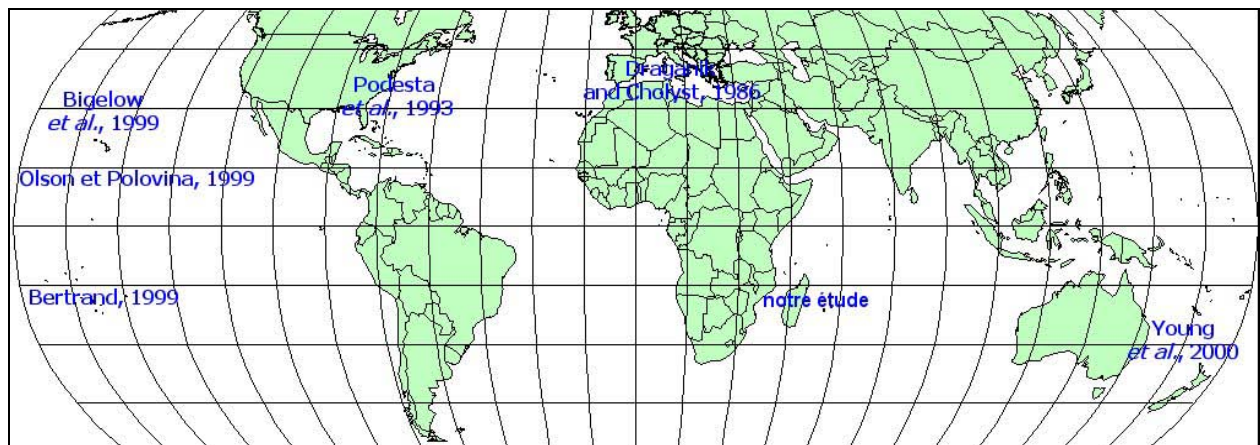 Draganik
and Cholyst, 1986
Podesta
et al., 1993
Bigelow
et al., 1999
Olson et Polovina, 1999
Bertrand, 1999
notre étude
Young
et al., 2000